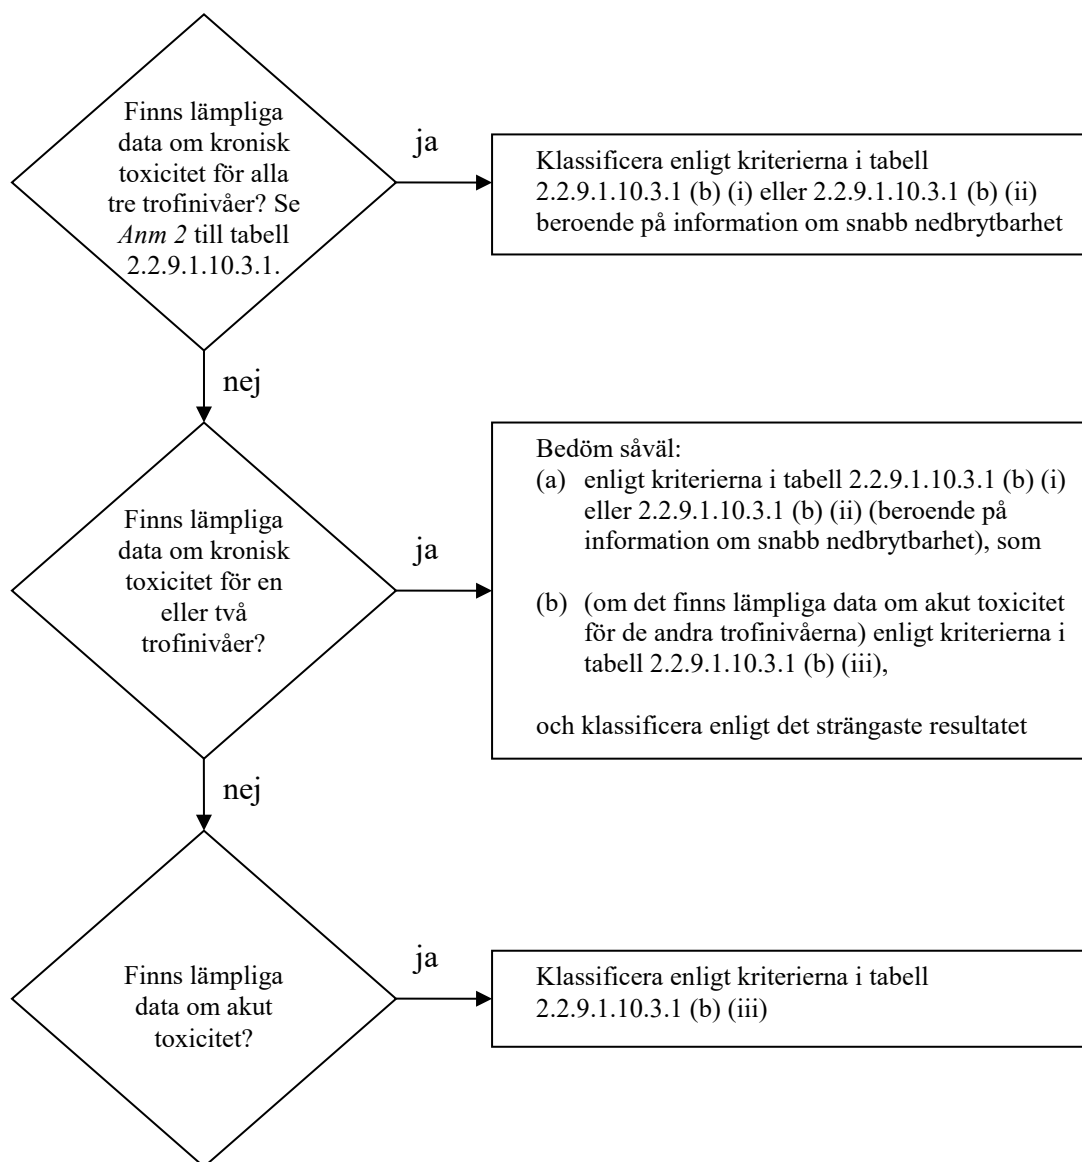 Finns lämpliga
data om kronisk
toxicitet för alla
tre trofinivåer? Se
Anm 2 till tabell
2.2.9.1.10.3.1.
ja
Klassificera enligt kriterierna i tabell
2.2.9.1.10.3.1 (b) (i) eller 2.2.9.1.10.3.1 (b) (ii)
beroende på information om snabb nedbrytbarhet
nej
Finns lämpliga
data om kronisk
toxicitet för en
eller två
trofinivåer?
ja
Bedöm såväl:
(a) enligt kriterierna i tabell 2.2.9.1.10.3.1 (b) (i)
eller 2.2.9.1.10.3.1 (b) (ii) (beroende på
information om snabb nedbrytbarhet), som
(b) (om det finns lämpliga data om akut toxicitet
för de andra trofinivåerna) enligt kriterierna i
tabell 2.2.9.1.10.3.1 (b) (iii),
och klassificera enligt det strängaste resultatet
nej
Finns lämpliga
data om akut
toxicitet?
ja
Klassificera enligt kriterierna i tabell
2.2.9.1.10.3.1 (b) (iii)